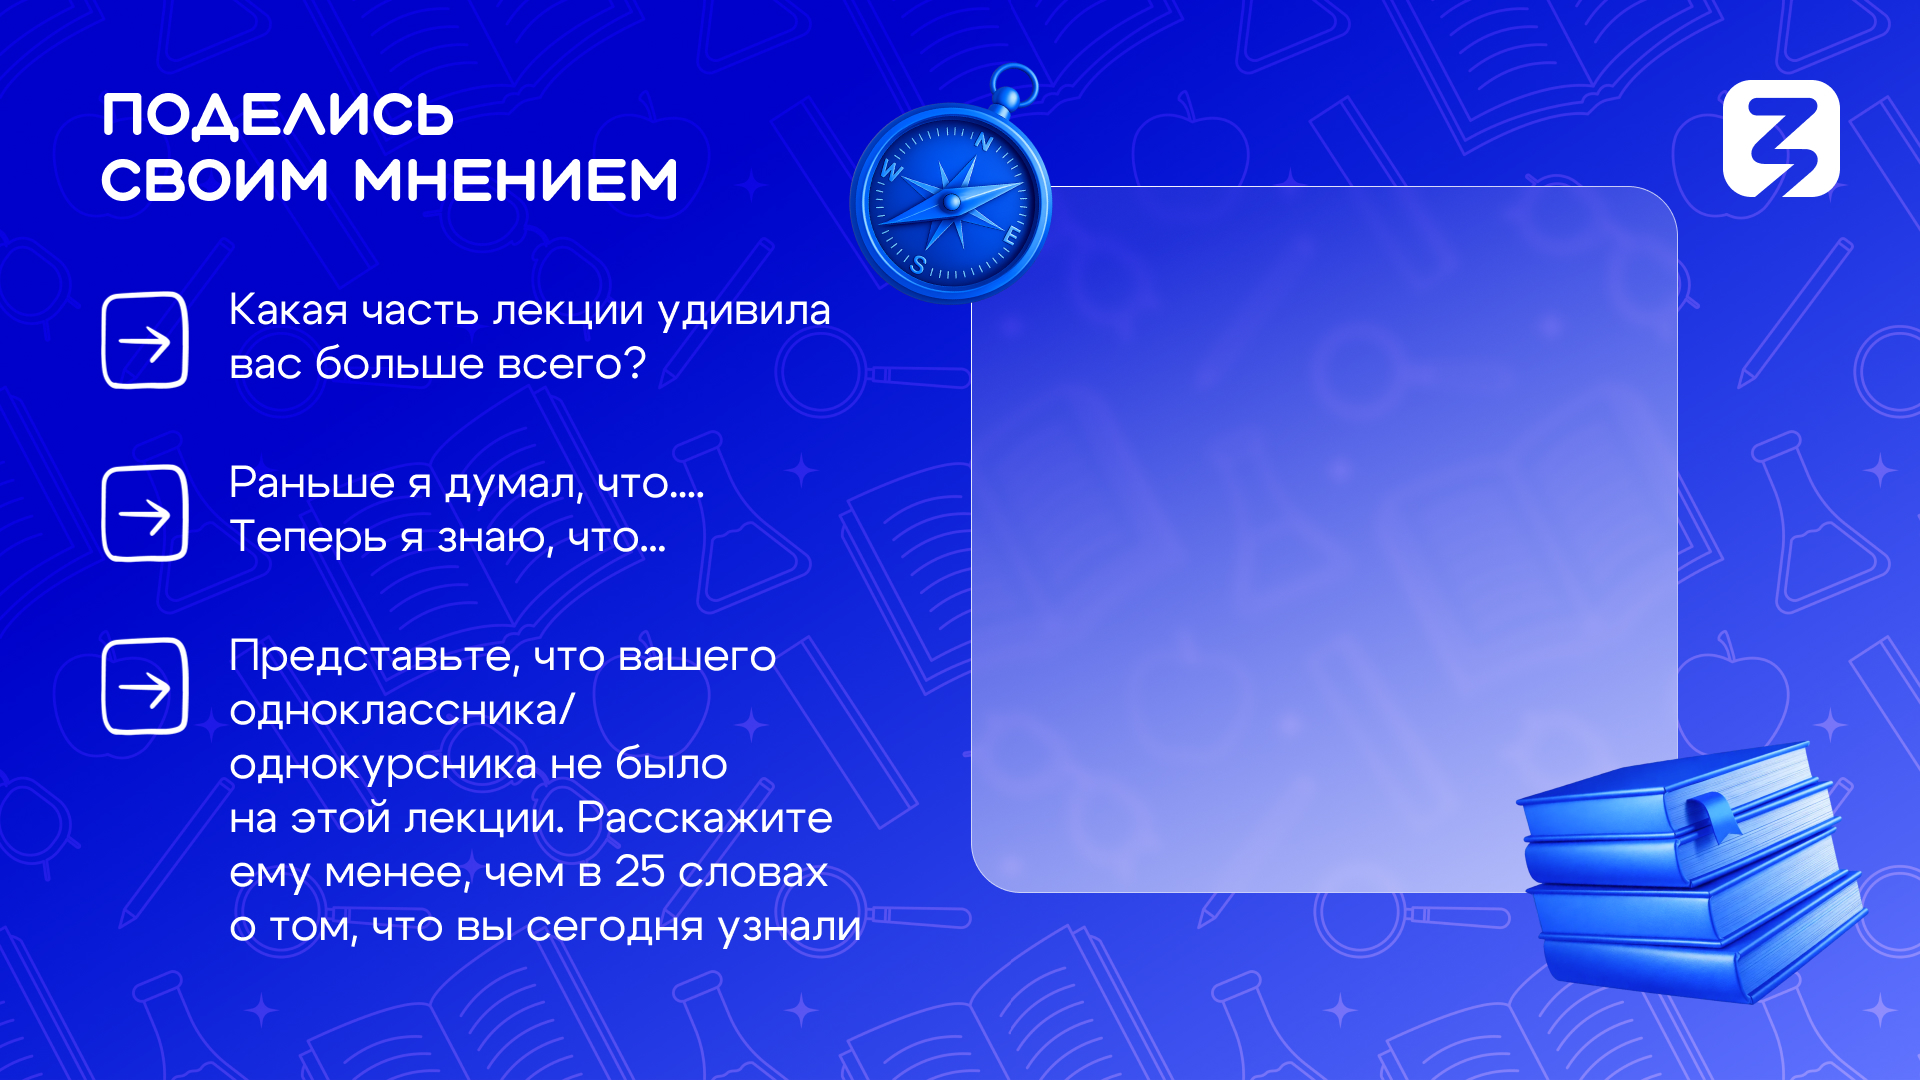 ПОДЕЛИСЬ
СВОИМ МНЕНИЕМ
Какая часть лекции удивила
вас больше всего?
Раньше я думал, что....
Теперь я знаю, что...
Представьте, что вашего
одноклассника/
однокурсника не было
на этой лекции. Расскажите
ему менее, чем в 25 словах
о том, что вы сегодня узнали
N
W
E
S